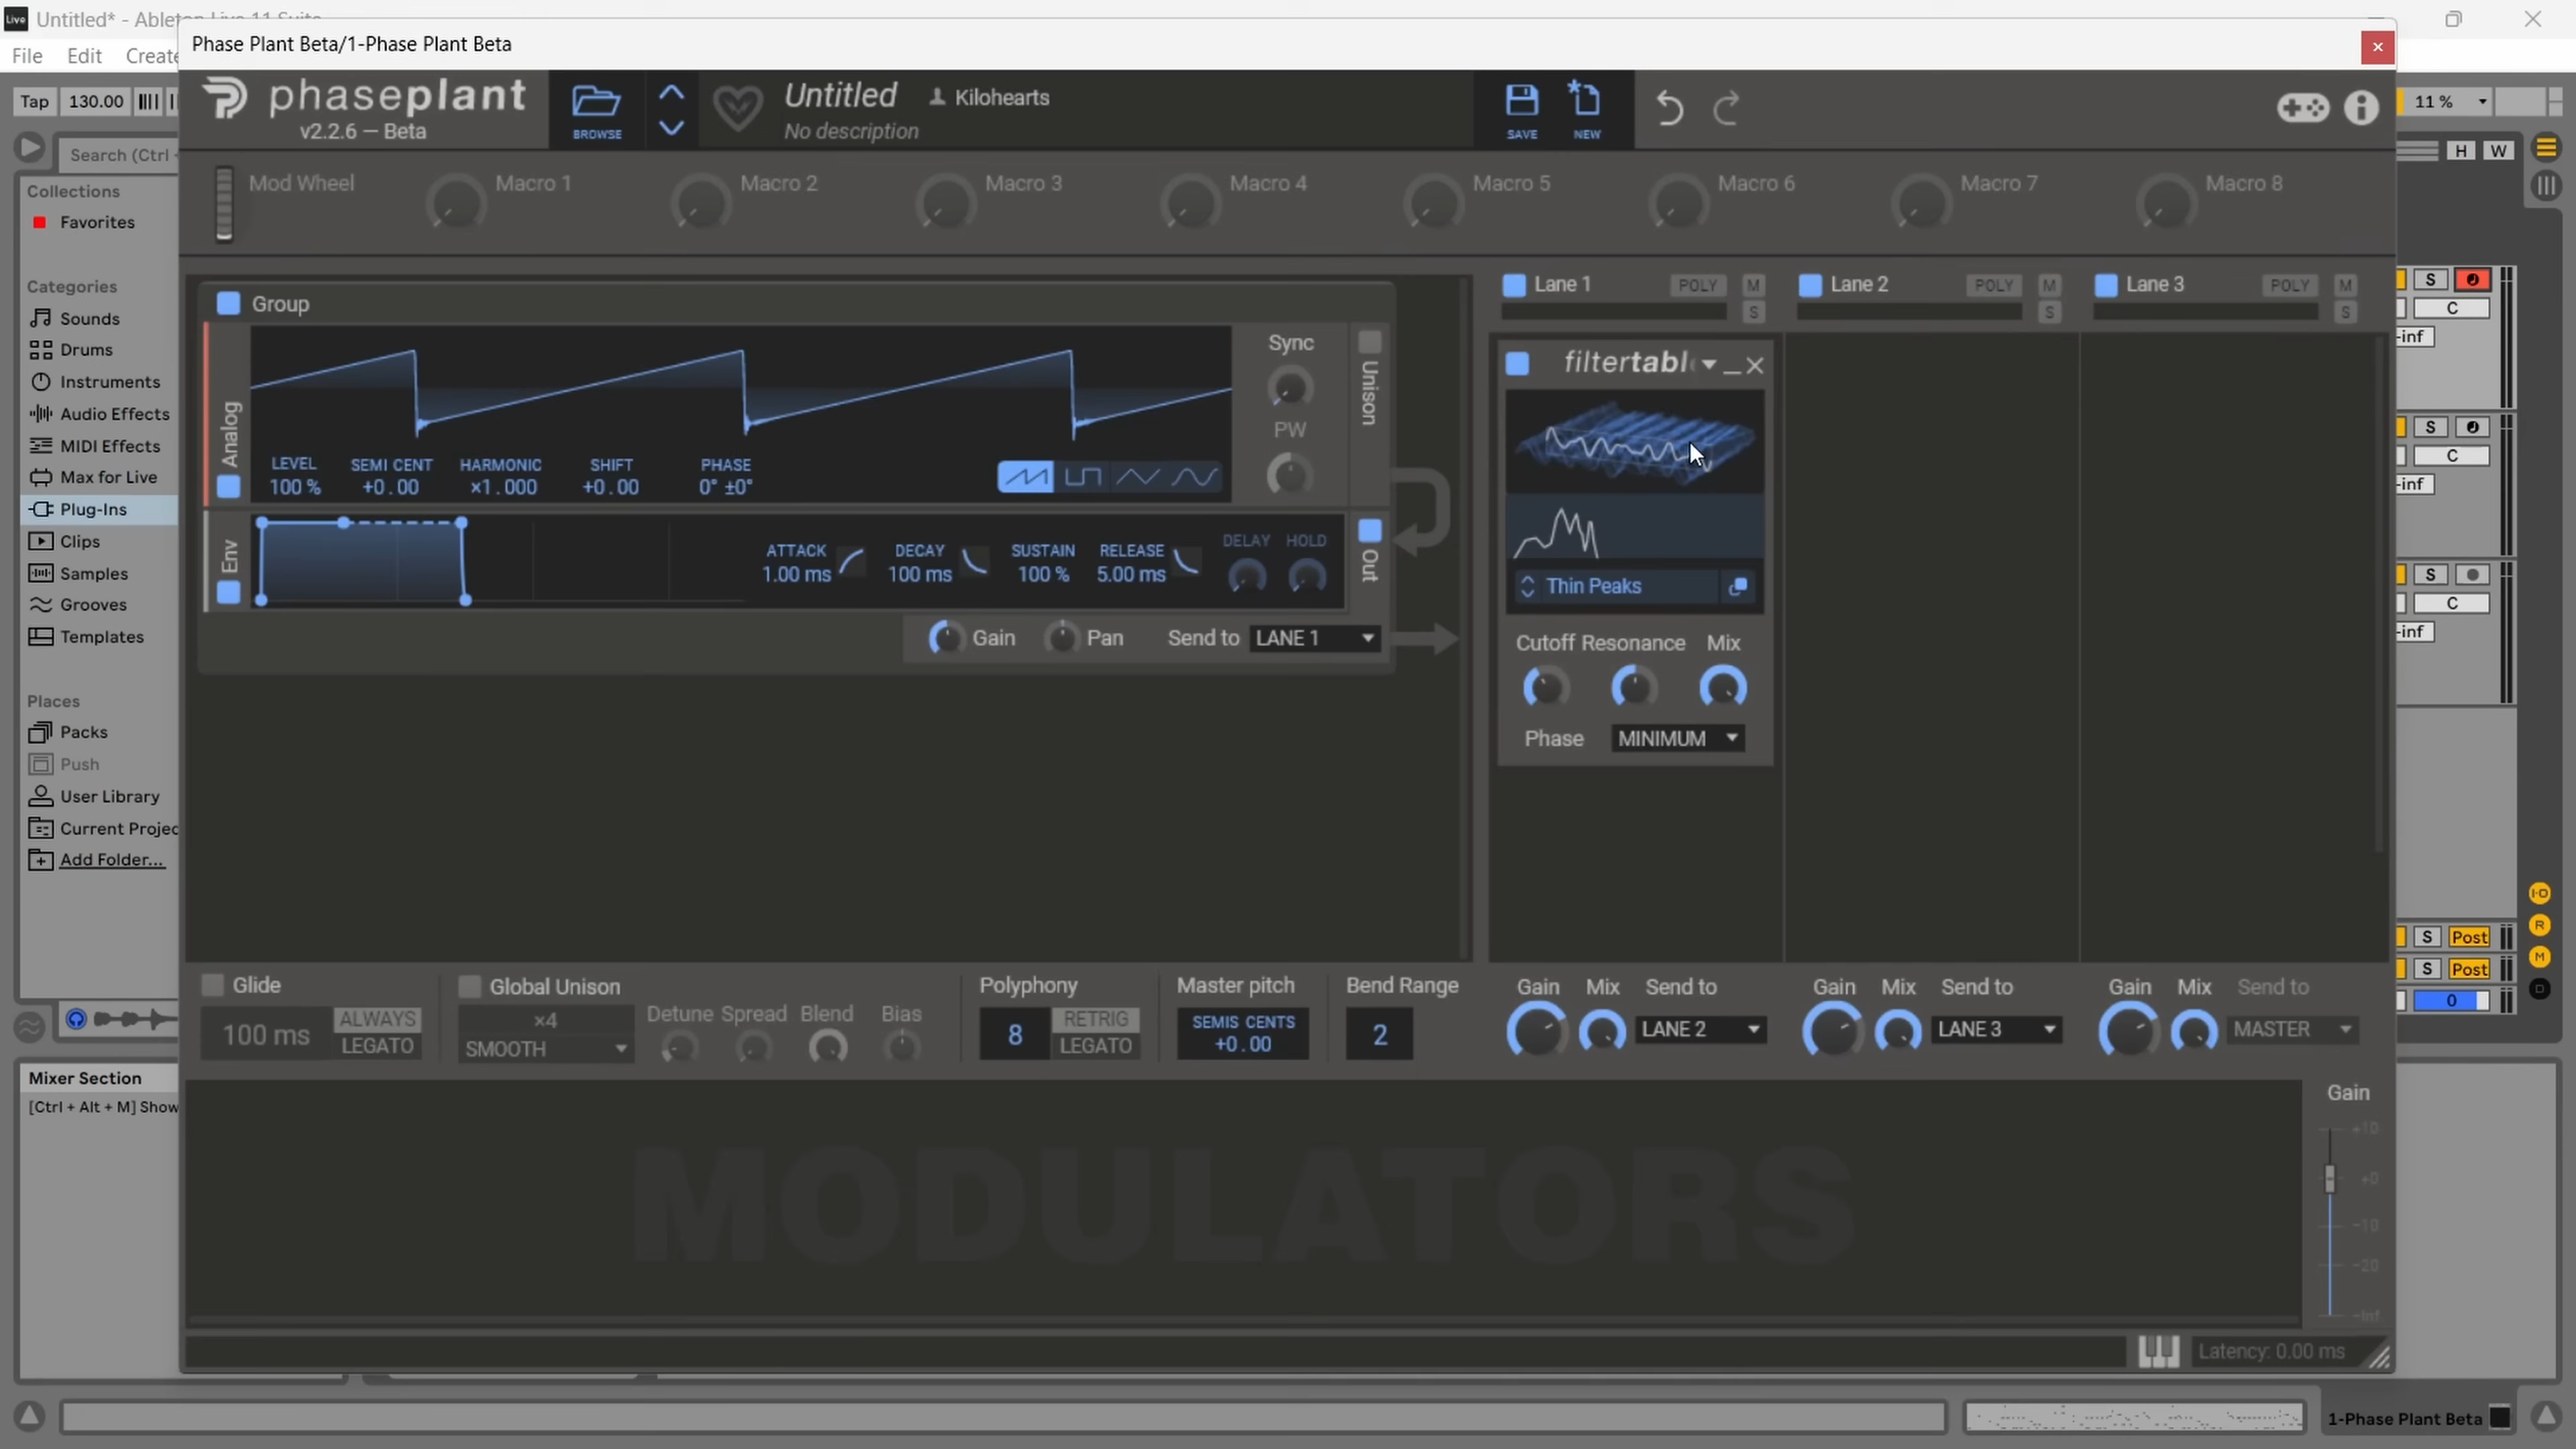 Live Untitled* - Ableton Live 11 Suite
Phase Plant Beta/1-Phase Plant Beta
File Edit Create
phaseplant
v2.2.6 — Beta
BROWSE
Untitled
Kilohearts
No description
SAVE
NEW
Tap 130.00
11 %
Search (Ctrl
H W
Mod Wheel
Macro 1
Macro 2
Macro 3
Macro 4
Macro 5
Macro 6
Macro 7
Macro 8
Collections
Favorites
Categories
Sounds
Drums
Instruments
Audio Effects
MIDI Effects
Max for Live
Plug-Ins
Clips
Samples
Grooves
Templates
Places
Packs
Push
User Library
Current Projec
Add Folder...
Group
Analog
LEVEL
100 %
SEMI CENT
+0.00
HARMONIC
×1.000
SHIFT
+0.00
PHASE
0° ±0°
Sync
PW
Unison
Env
ATTACK
1.00 ms
DECAY
100 ms
SUSTAIN
100 %
RELEASE
5.00 ms
DELAY
HOLD
Out
Gain
Pan
Send to LANE 1
Lane 1 POLY M
S
Lane 2 POLY M
S
Lane 3 POLY M
S
filtertabl
Thin Peaks
Cutoff Resonance Mix
Phase MINIMUM
S
C
-inf
S
C
-inf
S
C
-inf
S Post
S Post
0
I·O
R
M
D
Glide
100 ms
ALWAYS
LEGATO
Global Unison
×4
SMOOTH
Detune Spread Blend Bias
Polyphony
8
RETRIG
LEGATO
Master pitch
SEMIS CENTS
+0.00
Bend Range
2
Gain Mix Send to
LANE 2
Gain Mix Send to
LANE 3
Gain Mix Send to
MASTER
Mixer Section
[Ctrl + Alt + M] Show
MODULATORS
Gain
+10
+0
-10
-20
-Inf
Latency: 0.00 ms
1-Phase Plant Beta